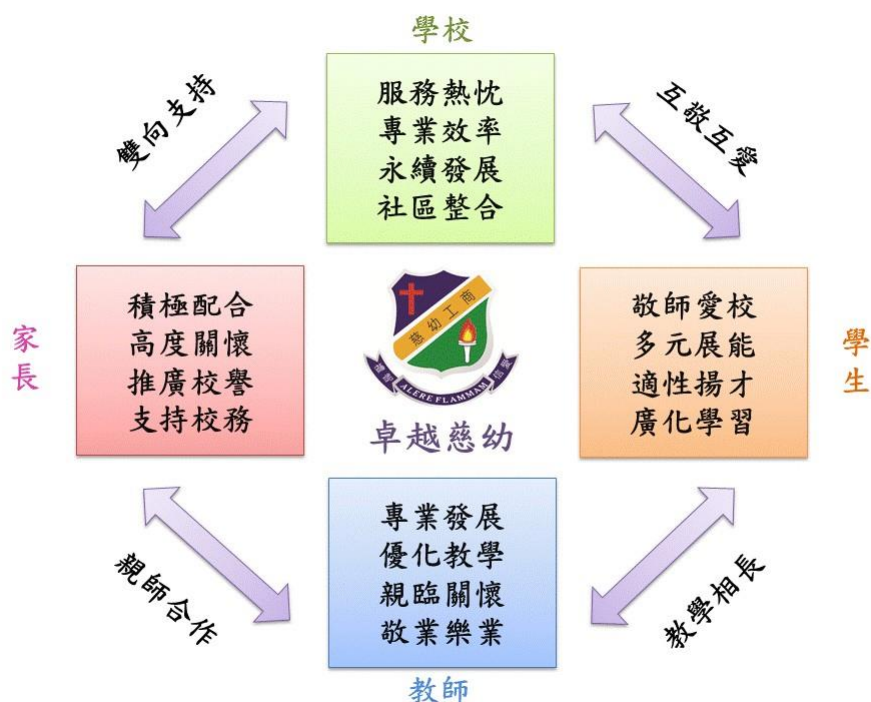 學校
服務熱忱
專業效率
永續發展
社區整合
雙向支持
互敬互愛
家長
積極配合
高度關懷
推廣校譽
支持校務
慈幼工商
禮智 ALERE FLAMMAM 信愛
卓越慈幼
敬師愛校
多元展能
適性揚才
廣化學習
學生
親師合作
教學相長
專業發展
優化教學
親臨關懷
敬業樂業
教師